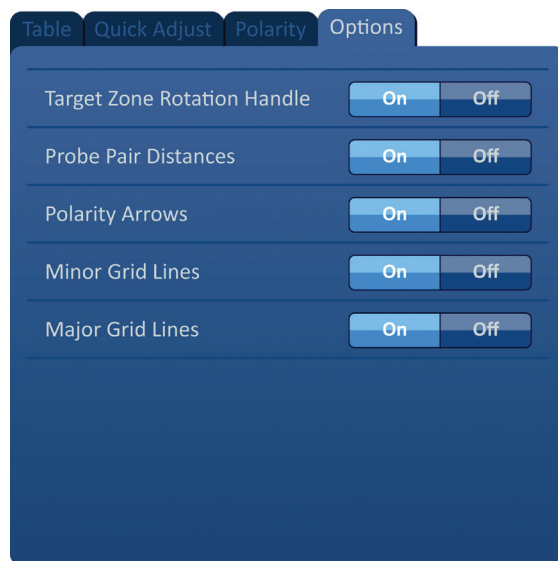 Table Quick Adjust Polarity Options
Target Zone Rotation Handle On Off
Probe Pair Distances On Off
Polarity Arrows On Off
Minor Grid Lines On Off
Major Grid Lines On Off